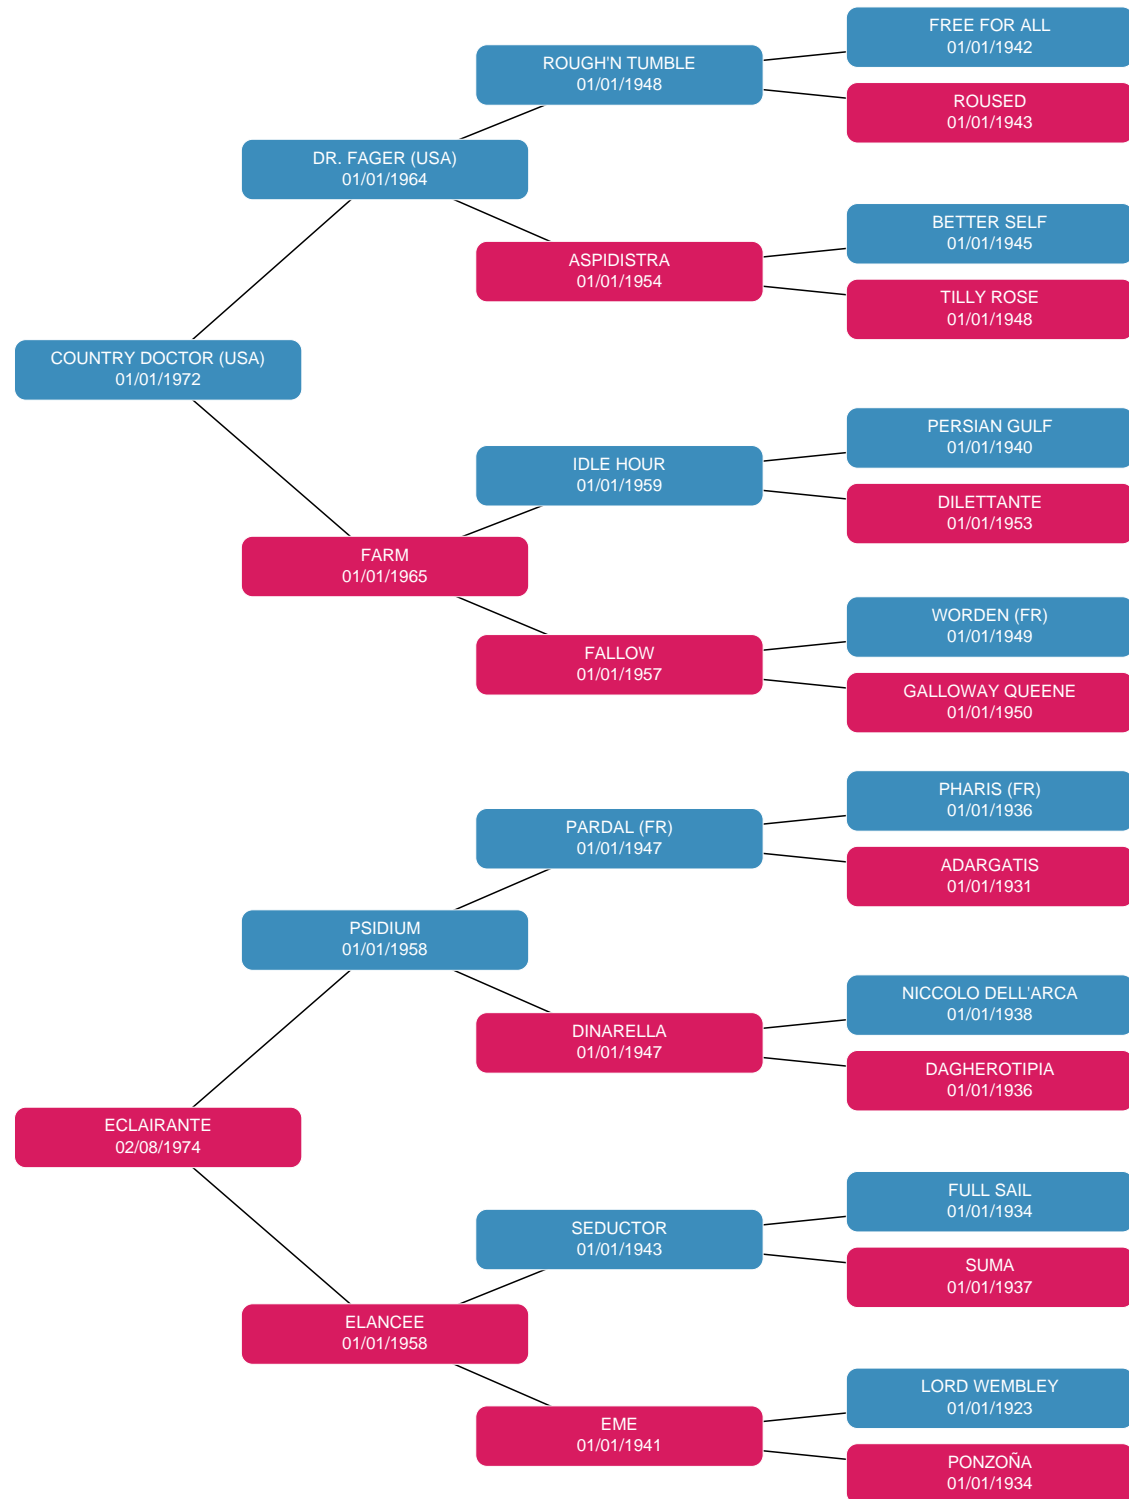 FREE FOR ALL
01/01/1942
ROUGH'N TUMBLE
01/01/1948
ROUSED
01/01/1943
DR. FAGER (USA)
01/01/1964
BETTER SELF
01/01/1945
ASPIDISTRA
01/01/1954
TILLY ROSE
01/01/1948
COUNTRY DOCTOR (USA)
01/01/1972
PERSIAN GULF
01/01/1940
IDLE HOUR
01/01/1959
DILETTANTE
01/01/1953
FARM
01/01/1965
WORDEN (FR)
01/01/1949
FALLOW
01/01/1957
GALLOWAY QUEENE
01/01/1950
PHARIS (FR)
01/01/1936
PARDAL (FR)
01/01/1947
ADARGATIS
01/01/1931
PSIDIUM
01/01/1958
NICCOLO DELL'ARCA
01/01/1938
DINARELLA
01/01/1947
DAGHEROTIPIA
01/01/1936
ECLAIRANTE
02/08/1974
FULL SAIL
01/01/1934
SEDUCTOR
01/01/1943
SUMA
01/01/1937
ELANCEE
01/01/1958
LORD WEMBLEY
01/01/1923
EME
01/01/1941
PONZOÑA
01/01/1934